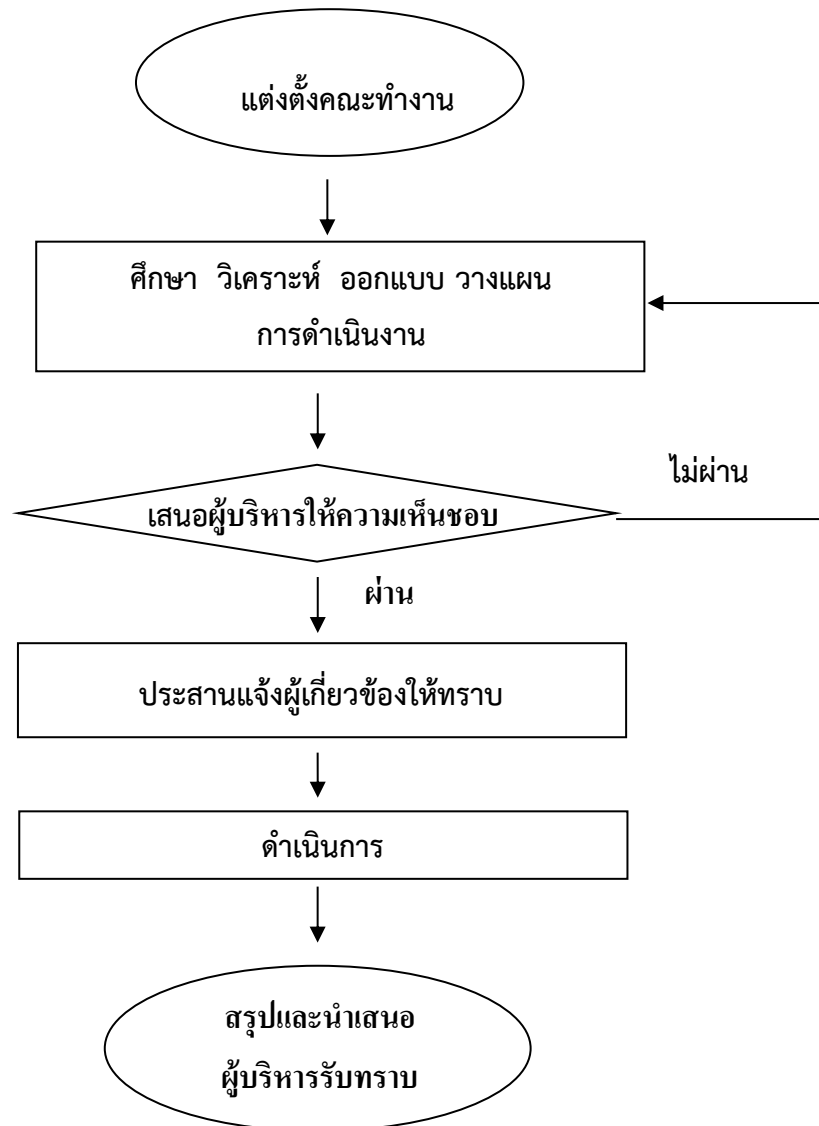 แต่งตั้งคณะทำงาน
ศึกษา วิเคราะห์ ออกแบบ วางแผน
การดำเนินงาน
ไม่ผ่าน
เสนอผู้บริหารให้ความเห็นชอบ
ผ่าน
ประสานแจ้งผู้เกี่ยวข้องให้ทราบ
ดำเนินการ
สรุปและนำเสนอ
ผู้บริหารรับทราบ